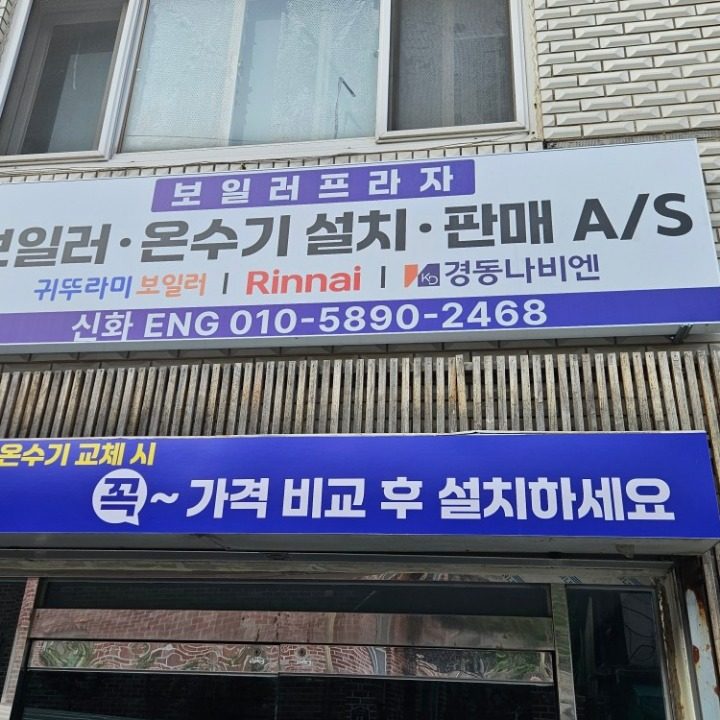 보일러프라자
보일러·온수기 설치·판매 A/S
귀뚜라미보일러 | Rinnai | KD 경동나비엔
신화 ENG 010-5890-2468
온수기 교체 시
꼭~ 가격 비교 후 설치하세요